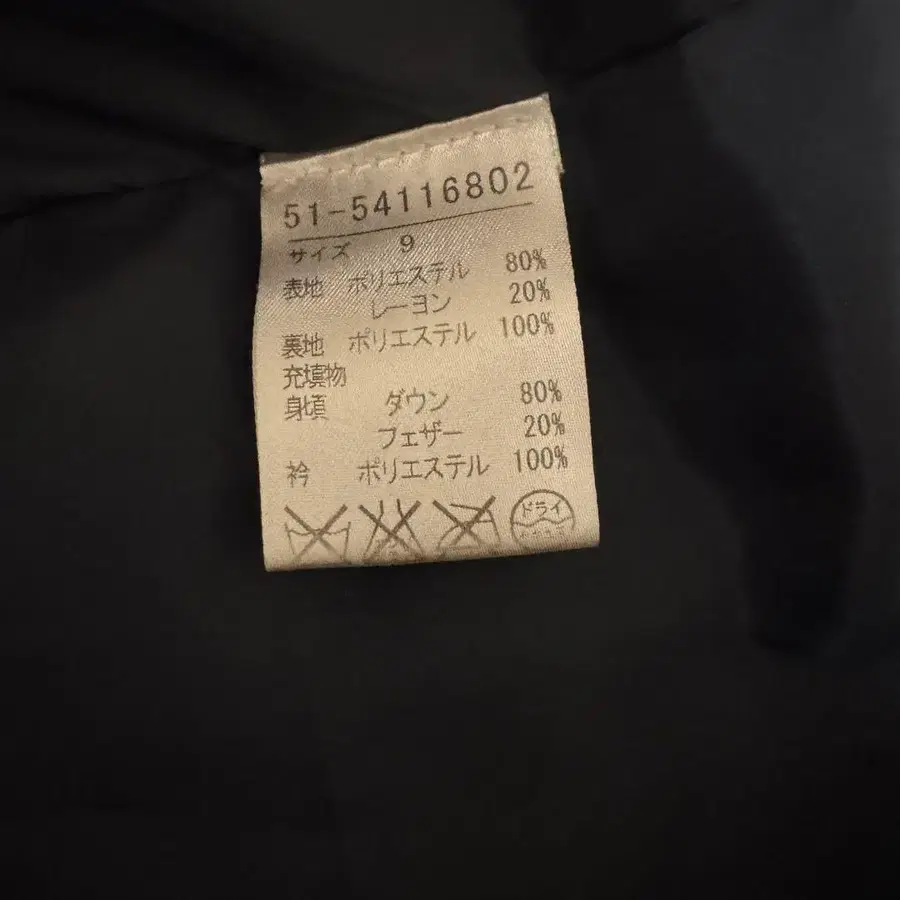 51-54116802
サイズ 9
表地 ポリエステル 80%
レーヨン 20%
裏地 ポリエステル 100%
充填物
身頃 ダウン 80%
フェザー 20%
衿 ポリエステル 100%
ドライ